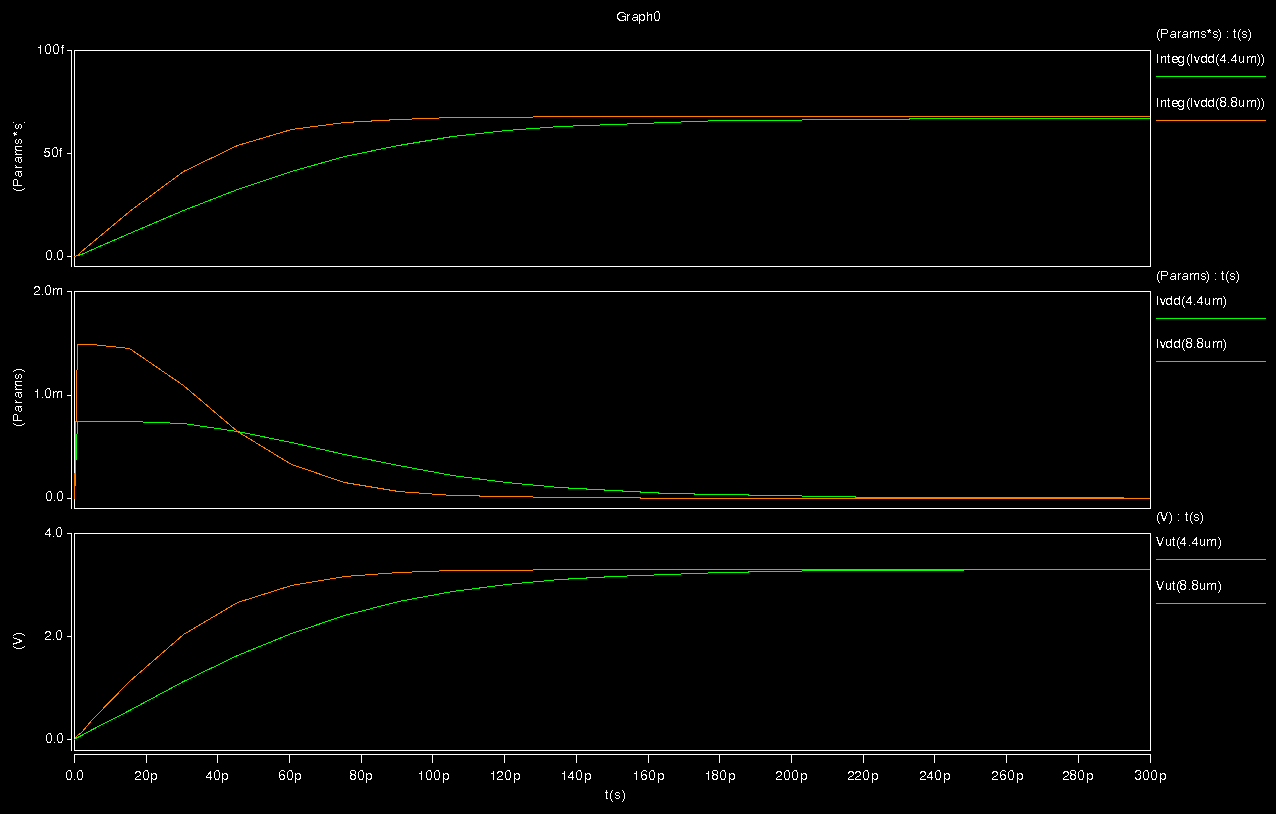 Graph0
(Params*s) : t(s)
100f
Integ(Ivdd(4.4um))
Integ(Ivdd(8.8um))
50f
(Params*s)
0.0
(Params) : t(s)
2.0m
Ivdd(4.4um)
Ivdd(8.8um)
1.0m
(Params)
0.0
(V) : t(s)
4.0
Vut(4.4um)
Vut(8.8um)
2.0
(V)
0.0
0.0 20p 40p 60p 80p 100p 120p 140p 160p 180p 200p 220p 240p 260p 280p 300p
t(s)